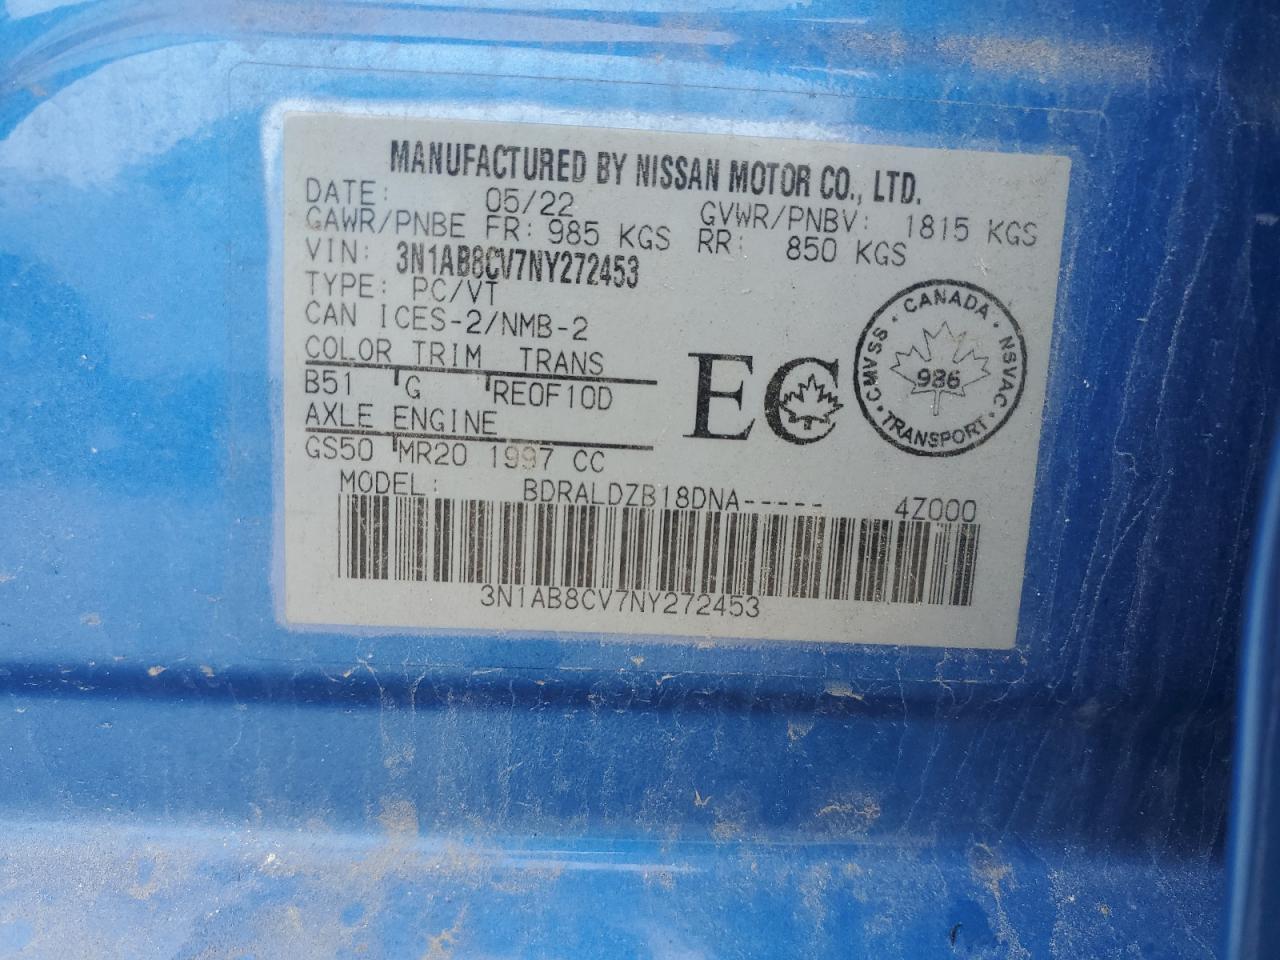 MANUFACTURED BY NISSAN MOTOR CO., LTD.
DATE: 05/22 GVWR/PNBV: 1815 KGS
GAWR/PNBE FR: 985 KGS RR: 850 KGS
VIN: 3N1AB8CV7NY272453
TYPE: PC/VT
CAN ICES-2/NMB-2
COLOR TRIM TRANS
B51 G RE0F10D
AXLE ENGINE
GS50 MR20 1997 CC
EC
CANADA
CMVSS 936 NSVAC
TRANSPORT
MODEL: BDRALDZB18DNA----- 4Z000
3N1AB8CV7NY272453